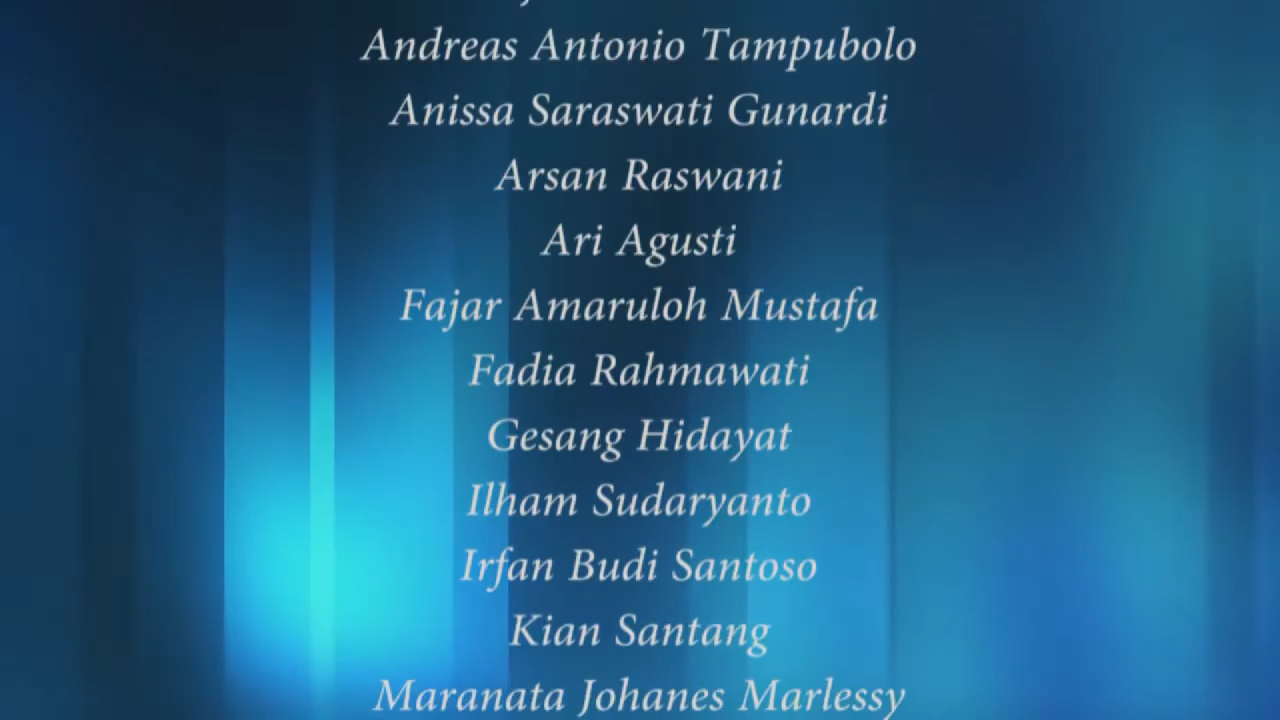 Andreas Antonio Tampubolo
Anissa Saraswati Gunardi
Arsan Raswani
Ari Agusti
Fajar Amaruloh Mustafa
Fadia Rahmawati
Gesang Hidayat
Ilham Sudaryanto
Irfan Budi Santoso
Kian Santang
Maranata Johanes Marlessy